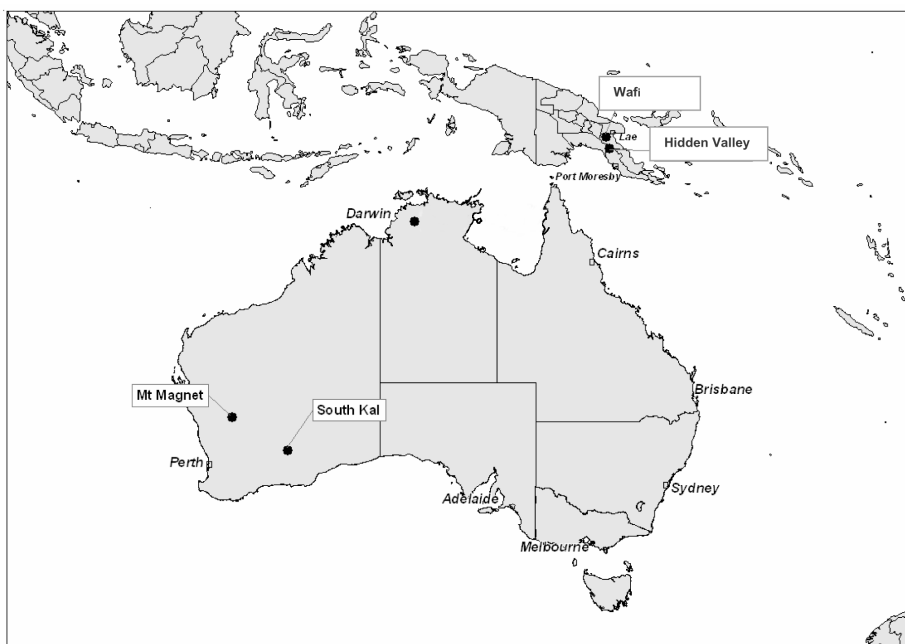 Wafi
Lae
Hidden Valley
Port Moresby
Darwin
Cairns
Mt Magnet
South Kal
Brisbane
Perth
Adelaide
Sydney
Melbourne